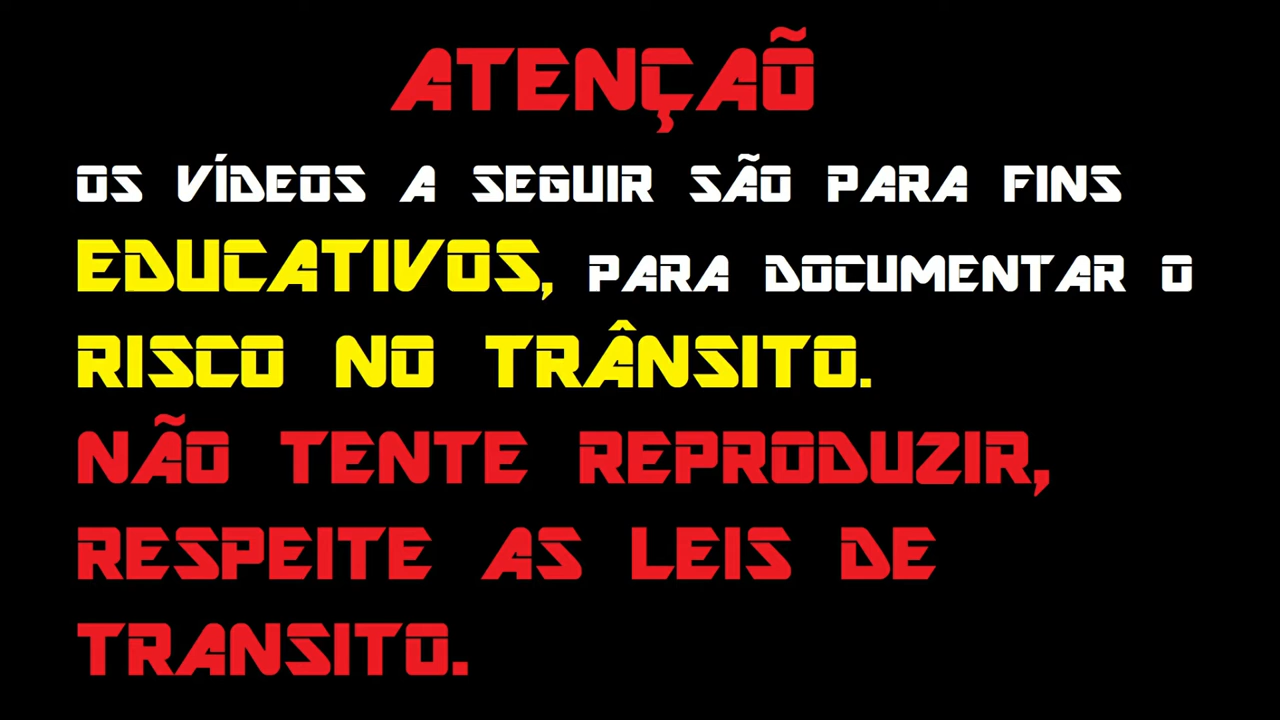 ATENÇAÕ
OS VÍDEOS A SEGUIR SÃO PARA FINS
EDUCATIVOS, PARA DOCUMENTAR O
RISCO NO TRÂNSITO.
NÃO TENTE REPRODUZIR,
RESPEITE AS LEIS DE
TRANSITO.